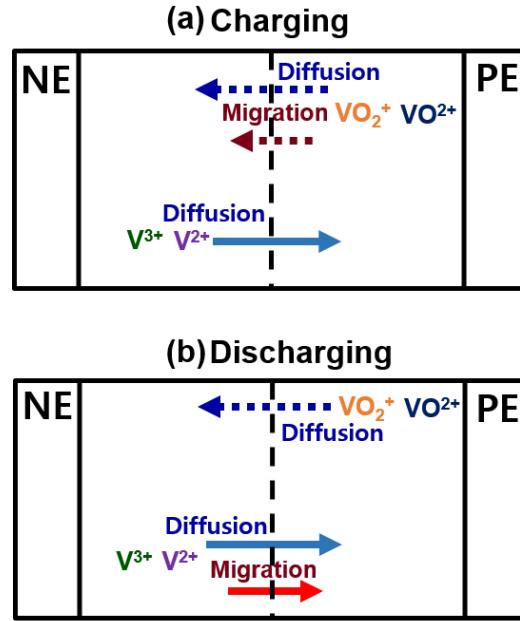 (a) Charging
NE
PE
Diffusion
Migration VO₂⁺ VO²⁺
Diffusion
V³⁺ V²⁺
(b) Discharging
NE
PE
VO₂⁺ VO²⁺
Diffusion
Diffusion
V³⁺ V²⁺
Migration